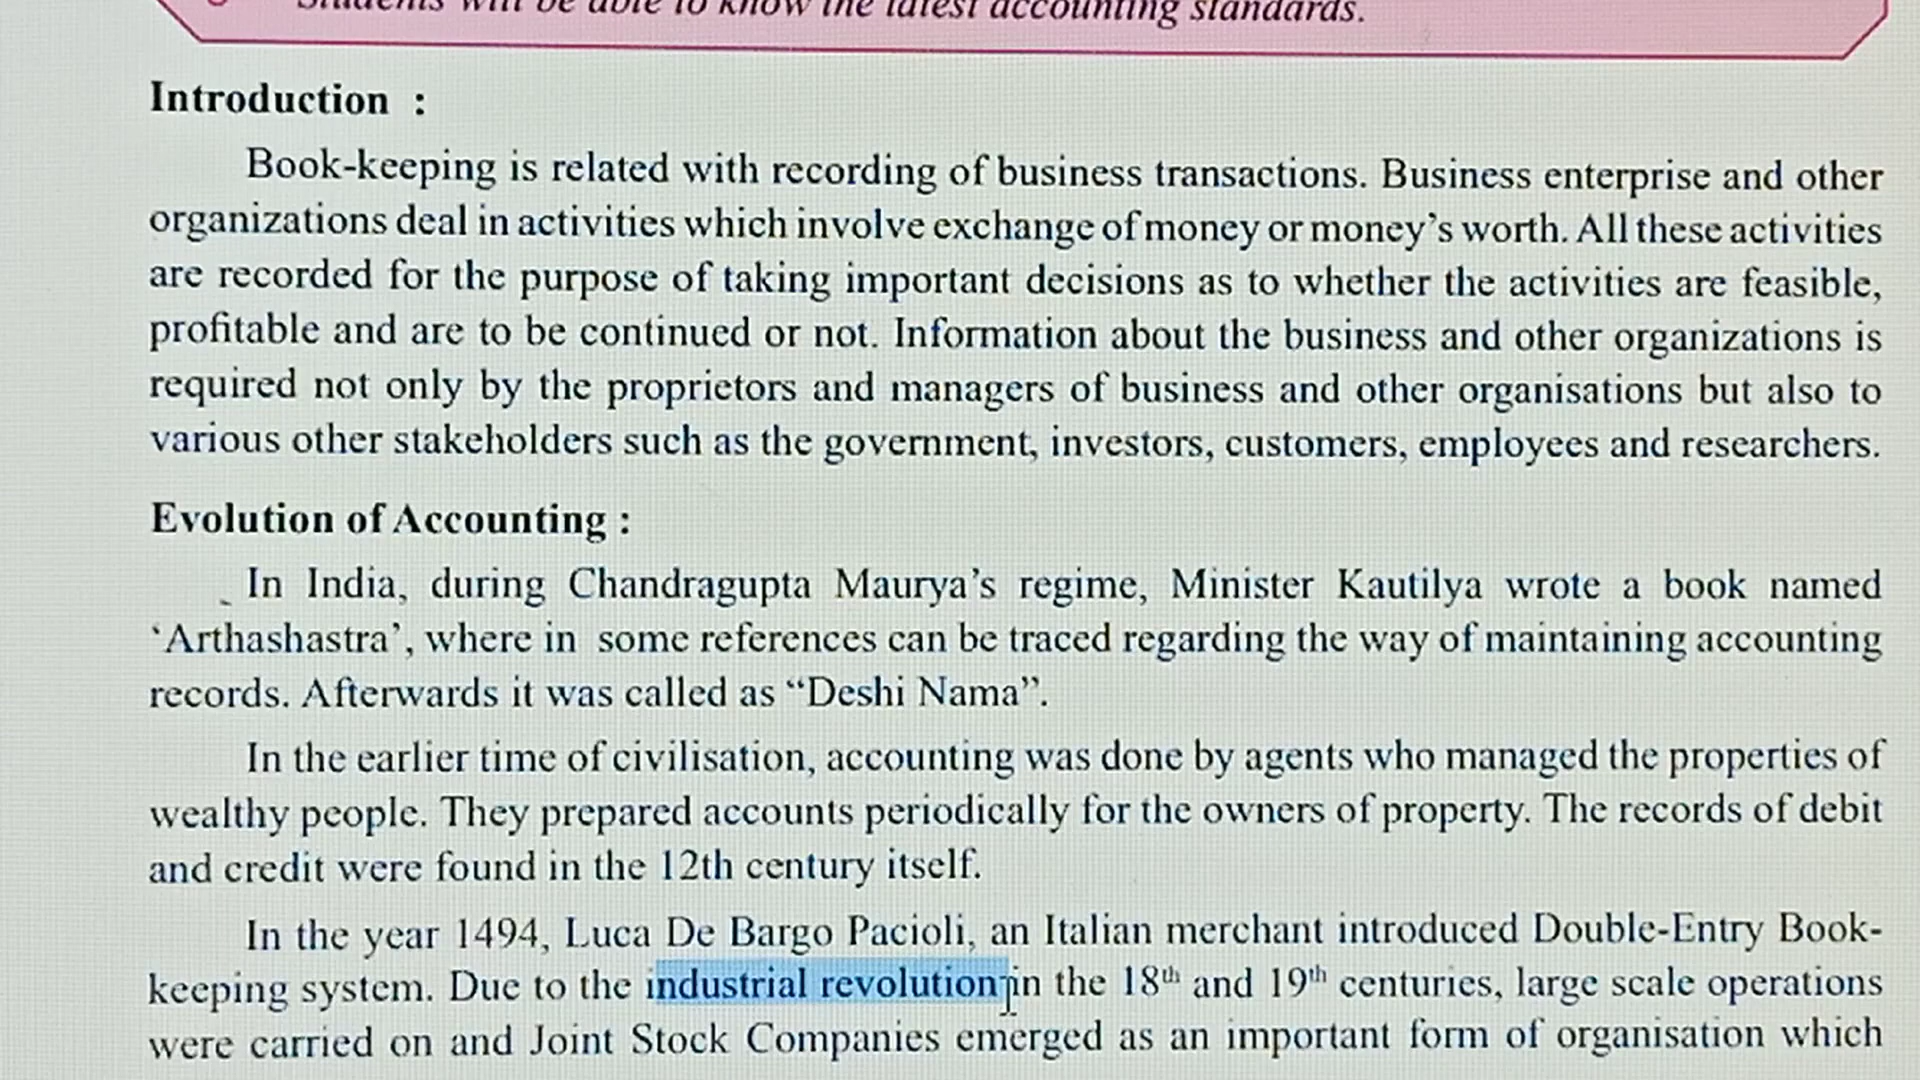 Students will be able to know the latest accounting standards.
Introduction :
Book-keeping is related with recording of business transactions. Business enterprise and other
organizations deal in activities which involve exchange of money or money’s worth. All these activities
are recorded for the purpose of taking important decisions as to whether the activities are feasible,
profitable and are to be continued or not. Information about the business and other organizations is
required not only by the proprietors and managers of business and other organisations but also to
various other stakeholders such as the government, investors, customers, employees and researchers.
Evolution of Accounting :
In India, during Chandragupta Maurya’s regime, Minister Kautilya wrote a book named
‘Arthashastra’, where in some references can be traced regarding the way of maintaining accounting
records. Afterwards it was called as “Deshi Nama”.
In the earlier time of civilisation, accounting was done by agents who managed the properties of
wealthy people. They prepared accounts periodically for the owners of property. The records of debit
and credit were found in the 12th century itself.
In the year 1494, Luca De Bargo Pacioli, an Italian merchant introduced Double-Entry Book-
keeping system. Due to the industrial revolution in the 18th and 19th centuries, large scale operations
were carried on and Joint Stock Companies emerged as an important form of organisation which